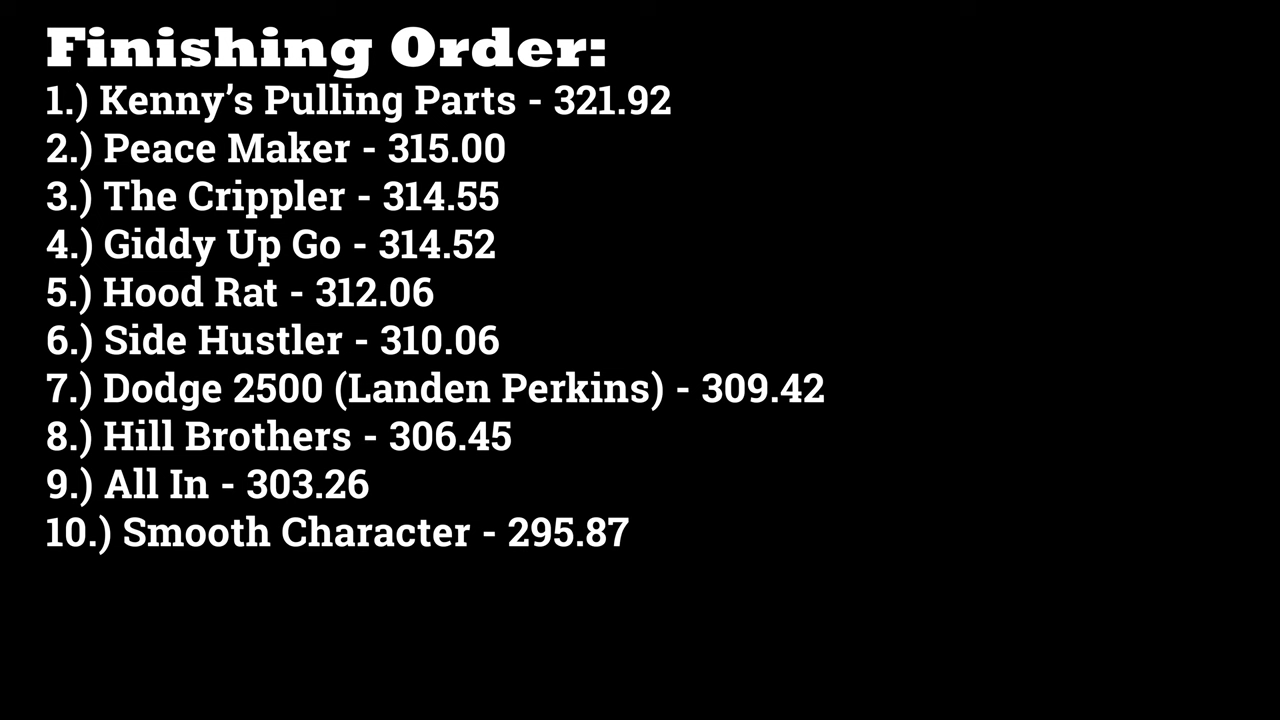 Finishing Order:
1.) Kenny’s Pulling Parts - 321.92
2.) Peace Maker - 315.00
3.) The Crippler - 314.55
4.) Giddy Up Go - 314.52
5.) Hood Rat - 312.06
6.) Side Hustler - 310.06
7.) Dodge 2500 (Landen Perkins) - 309.42
8.) Hill Brothers - 306.45
9.) All In - 303.26
10.) Smooth Character - 295.87